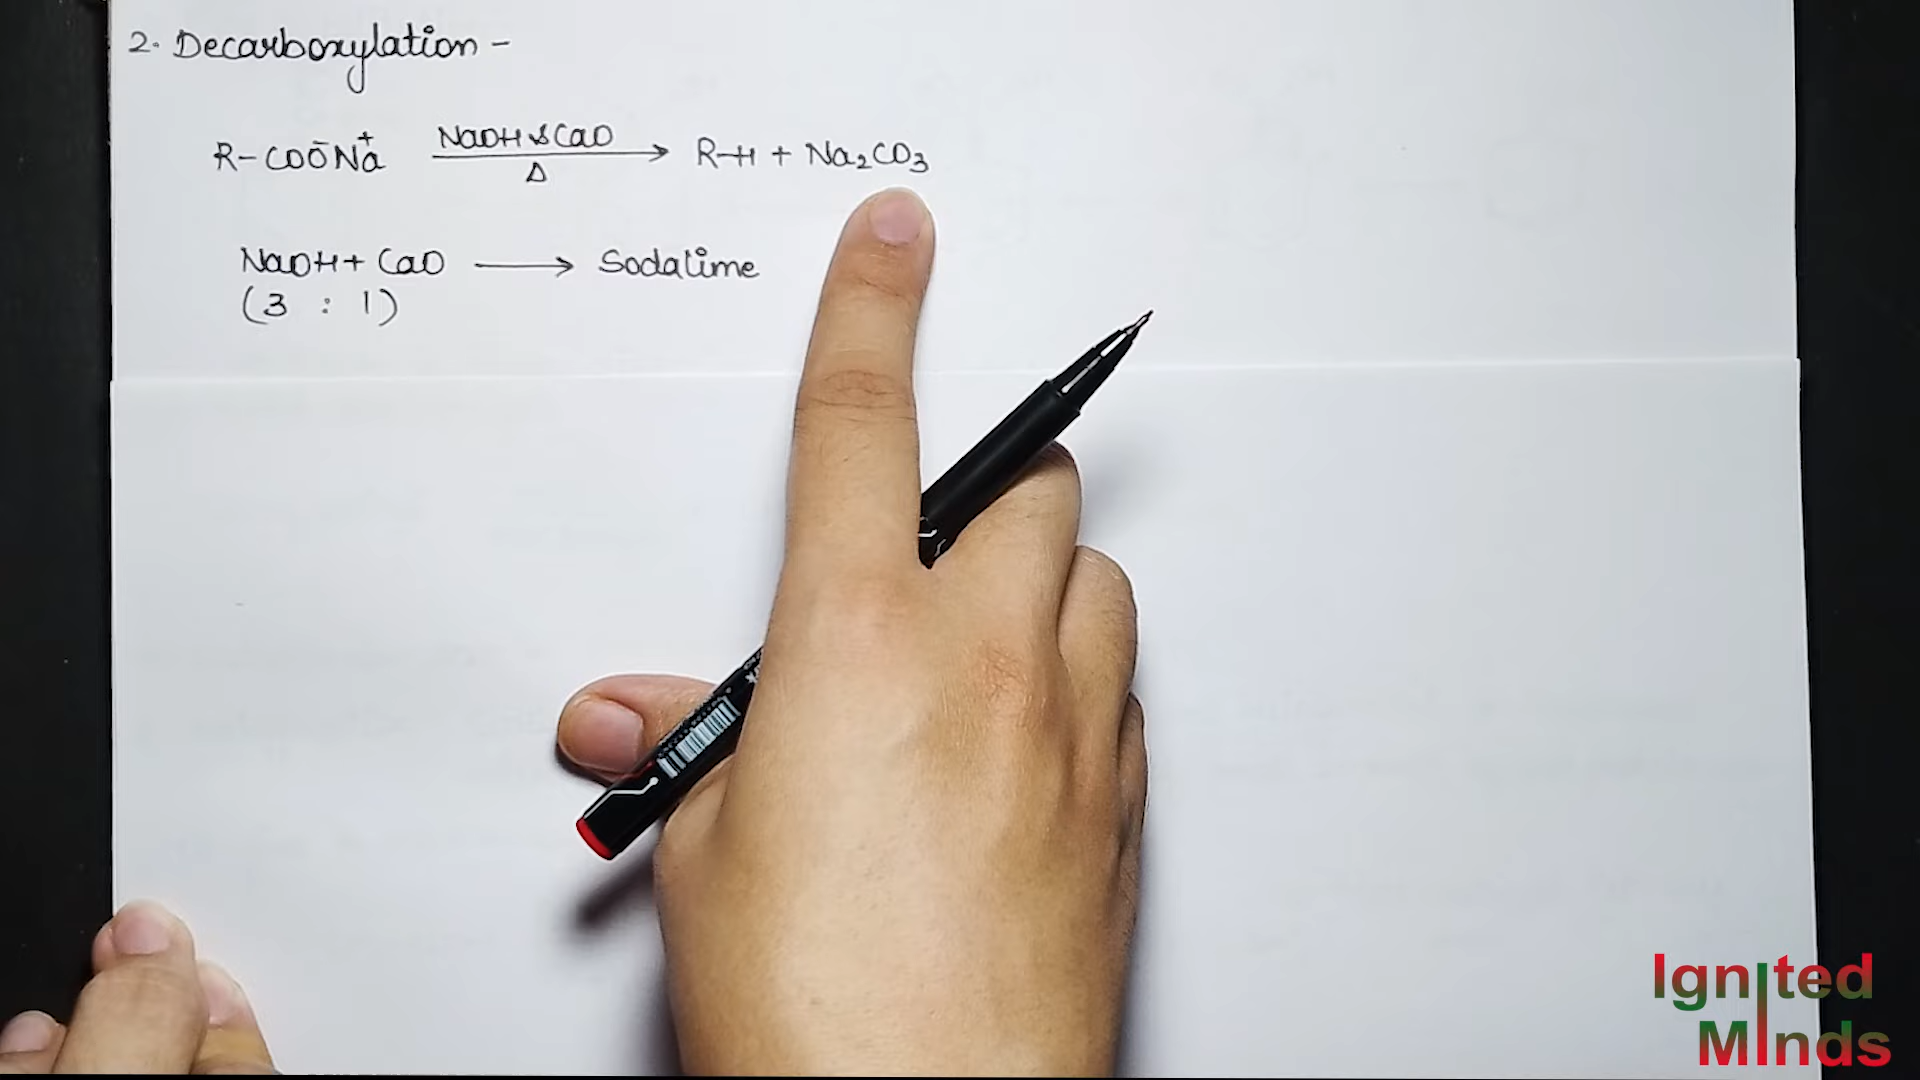 2. Decarboxylation -
R-COO⁻Na⁺ NaOH & CaO ⟶ R-H + Na₂CO₃
Δ
NaOH + CaO ⟶ Sodalime
(3 : 1)
Ignited
Minds